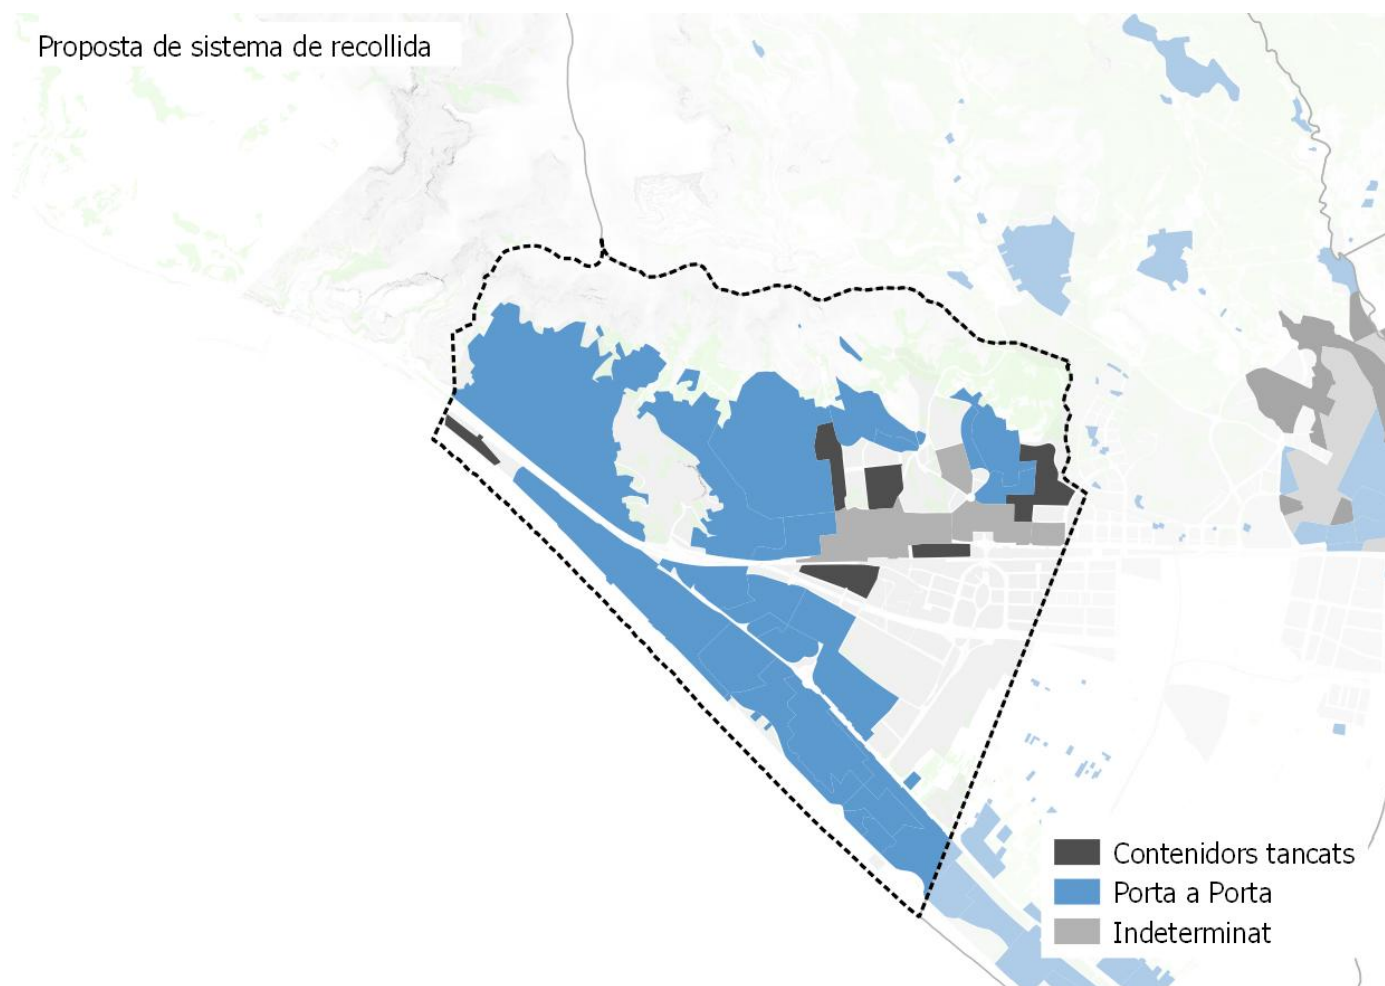 Proposta de sistema de recollida
Contenidors tancats
Porta a Porta
Indeterminat